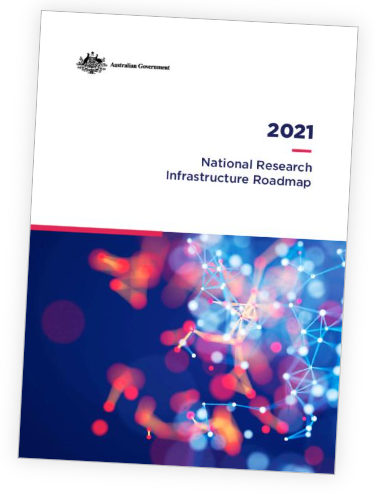 Australian Government
2021
National Research
Infrastructure Roadmap